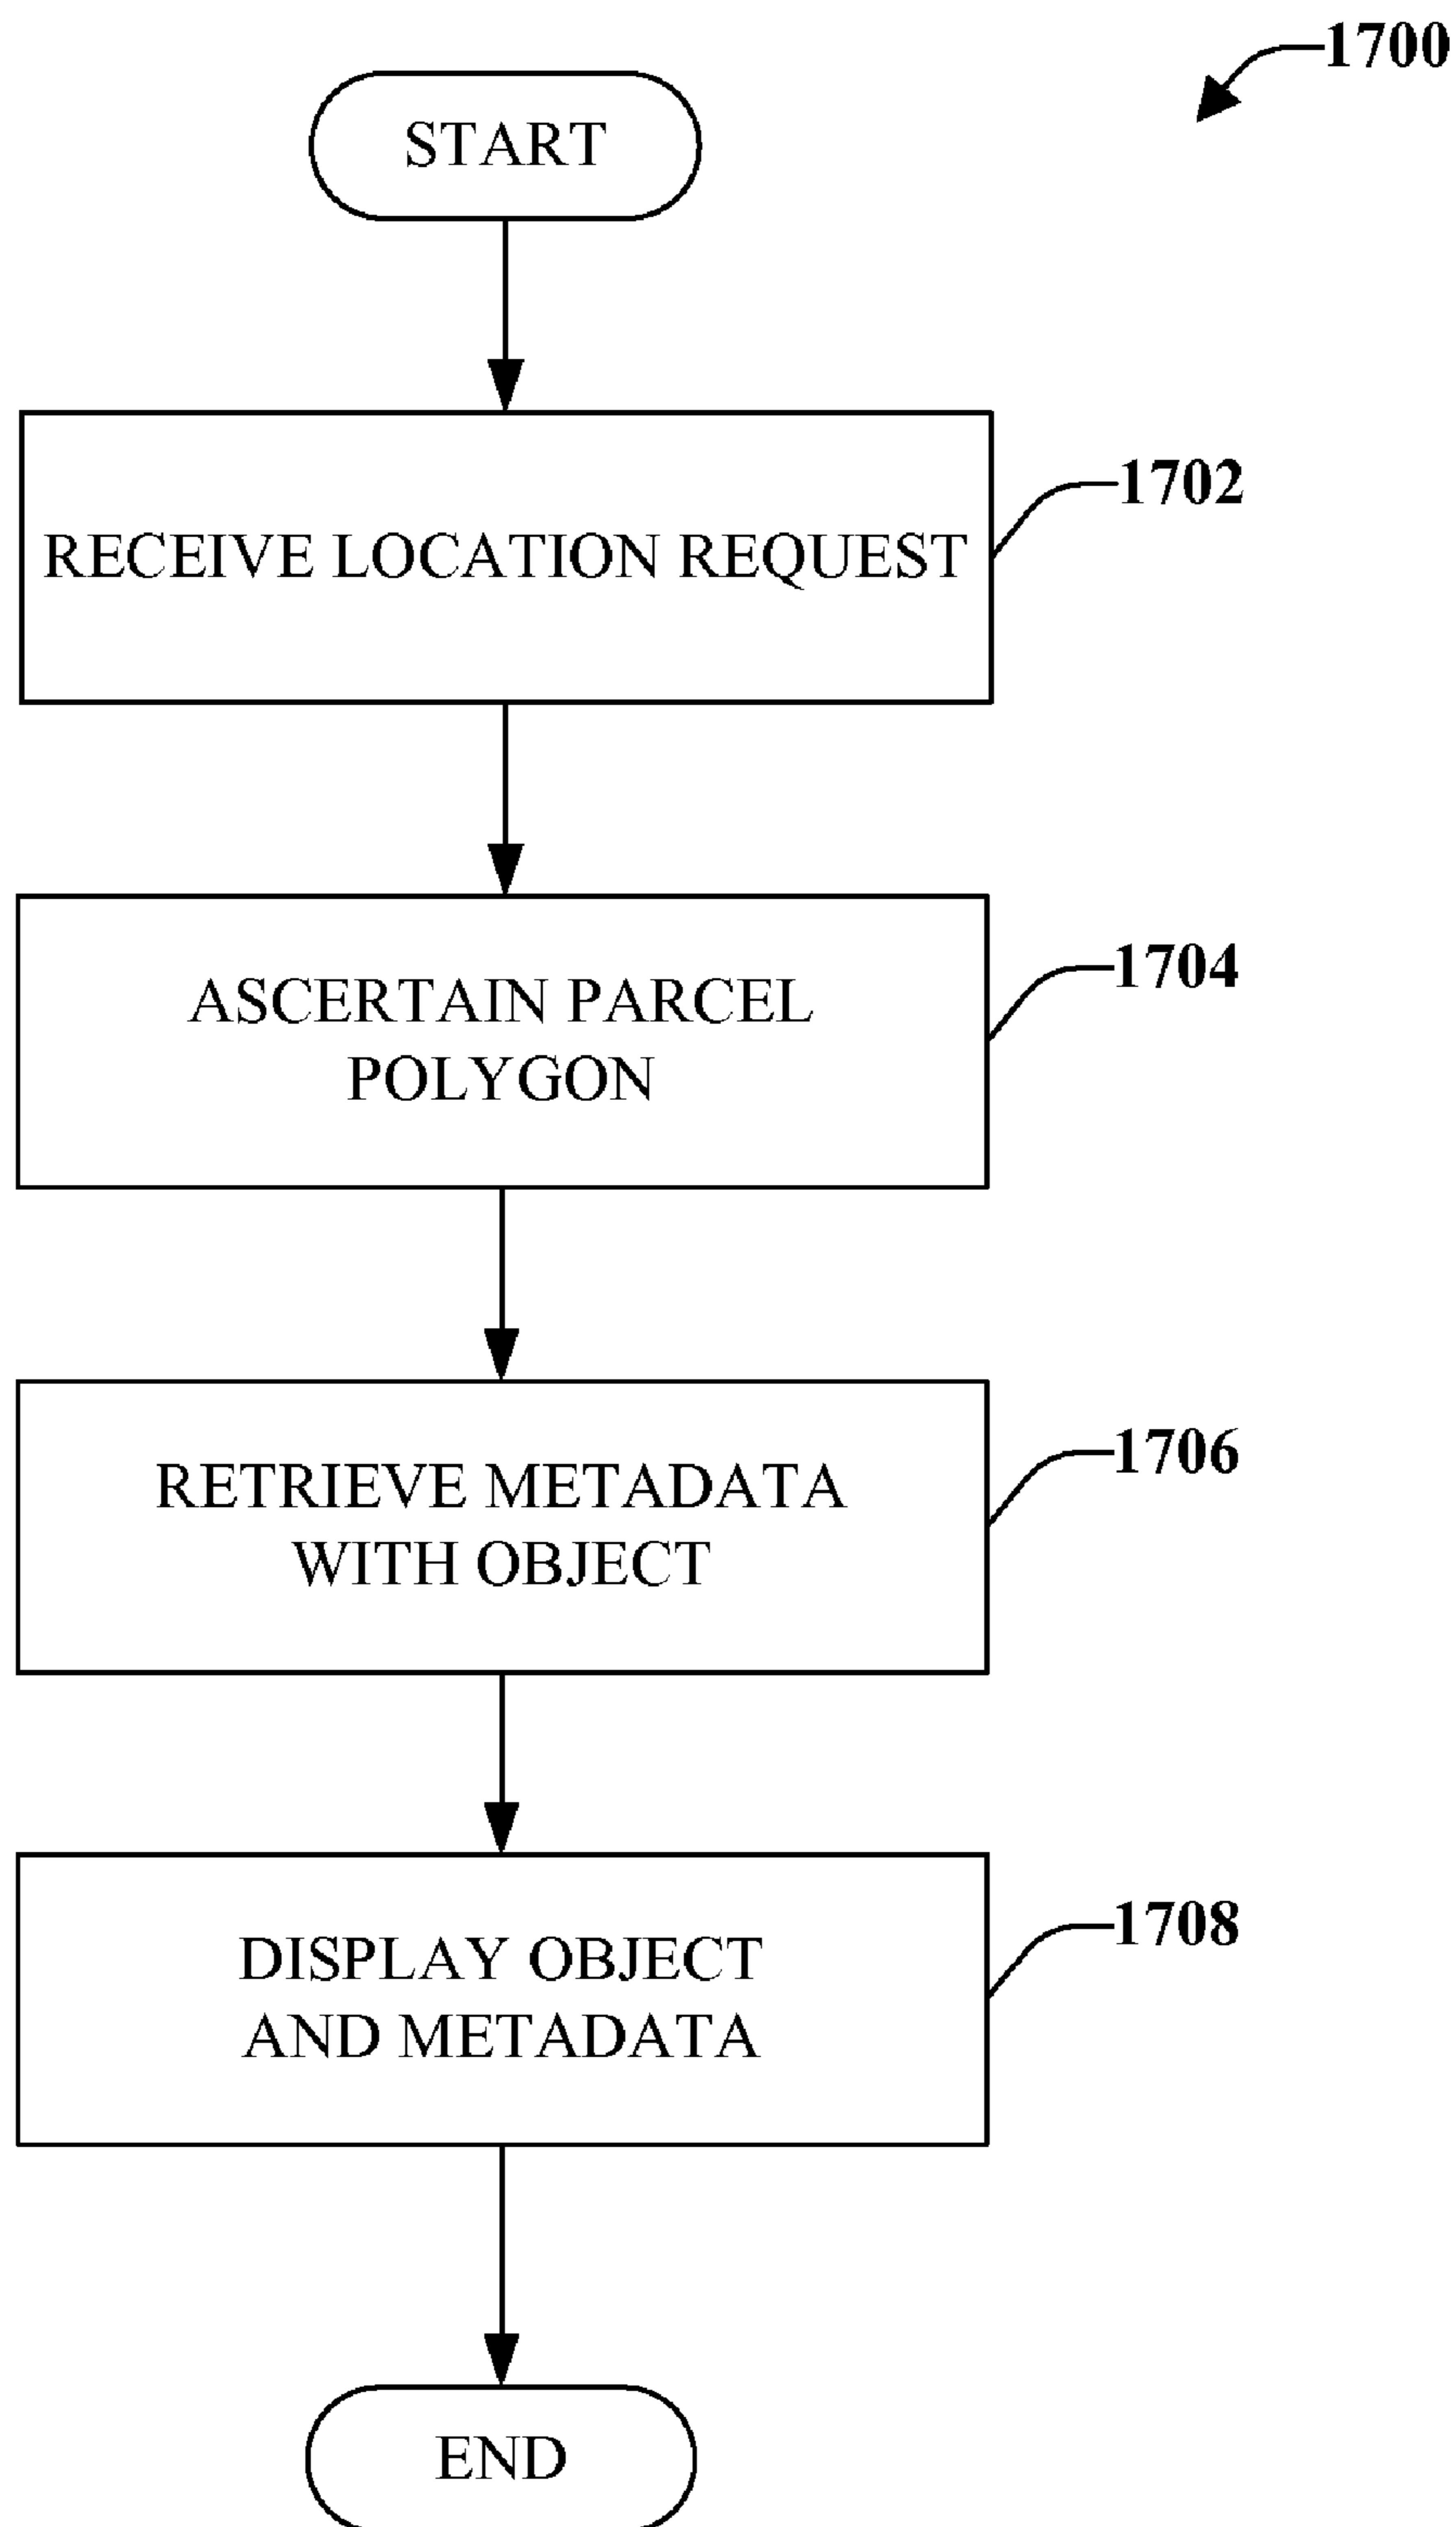 1700
START
RECEIVE LOCATION REQUEST
1702
ASCERTAIN PARCEL
POLYGON
1704
RETRIEVE METADATA
WITH OBJECT
1706
DISPLAY OBJECT
AND METADATA
1708
END